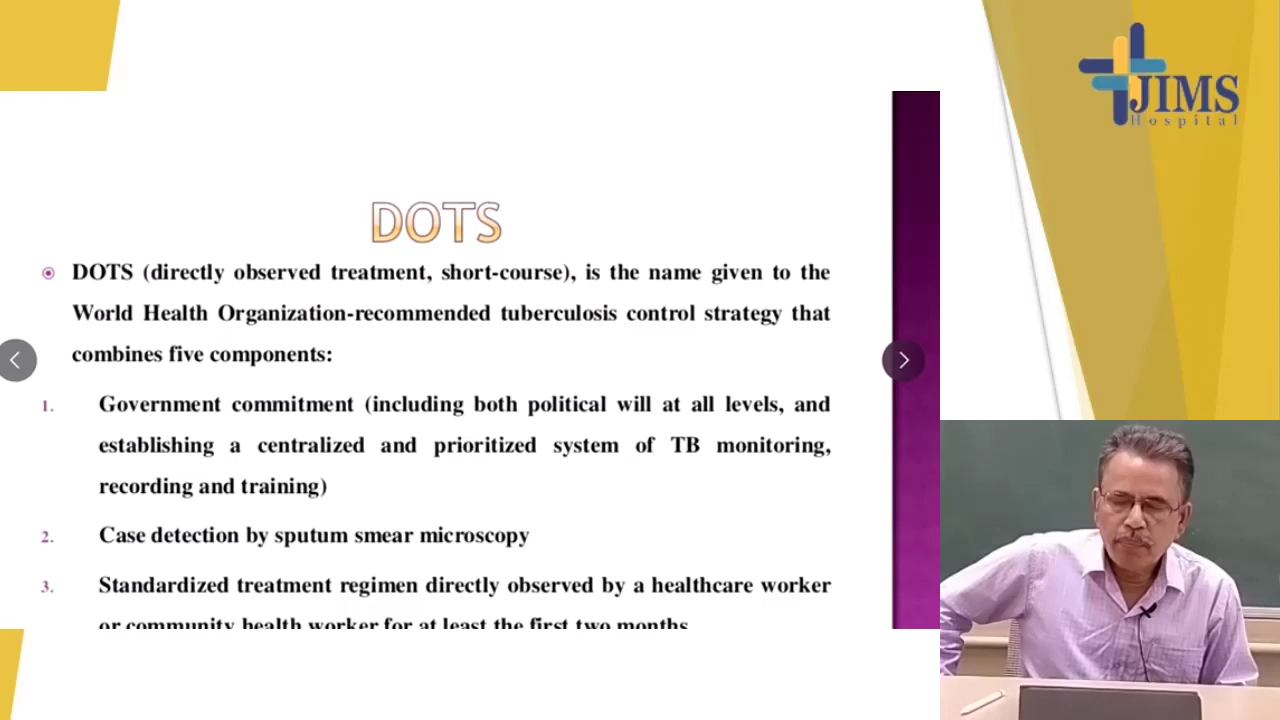 JIMS
Hospital
DOTS
DOTS (directly observed treatment, short-course), is the name given to the
World Health Organization-recommended tuberculosis control strategy that
combines five components:
1. Government commitment (including both political will at all levels, and
establishing a centralized and prioritized system of TB monitoring,
recording and training)
2. Case detection by sputum smear microscopy
3. Standardized treatment regimen directly observed by a healthcare worker
or community health worker for at least the first two months